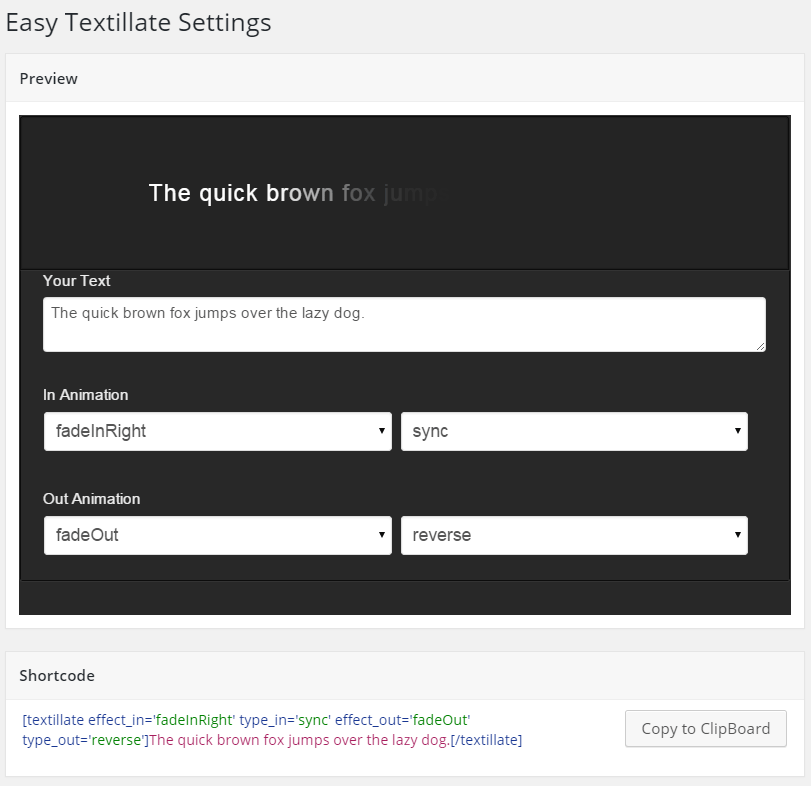 Easy Textillate Settings
Preview
The quick brown fox jumps
Your Text
The quick brown fox jumps over the lazy dog.
In Animation
fadeInRight sync
Out Animation
fadeOut reverse
Shortcode
[textillate effect_in='fadeInRight' type_in='sync' effect_out='fadeOut'
type_out='reverse']The quick brown fox jumps over the lazy dog.[/textillate]
Copy to ClipBoard